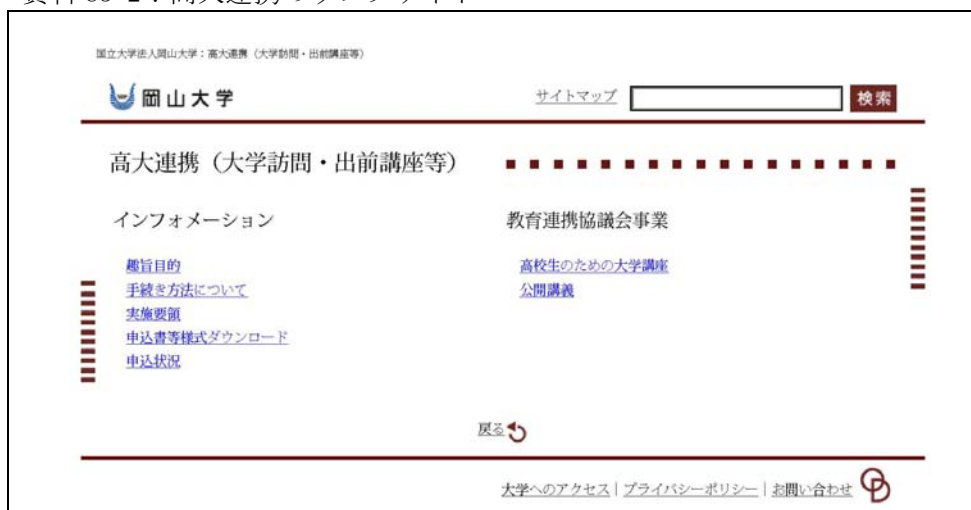 国立大学法人岡山大学：高大連携（大学訪問・出前講座等）
岡山大学
サイトマップ
検索
高大連携（大学訪問・出前講座等）
インフォメーション
趣旨目的
手続き方法について
実施要領
申込書等様式ダウンロード
申込状況
教育連携協議会事業
高校生のための大学講座
公開講義
戻る
大学へのアクセス | プライバシーポリシー | お問い合わせ